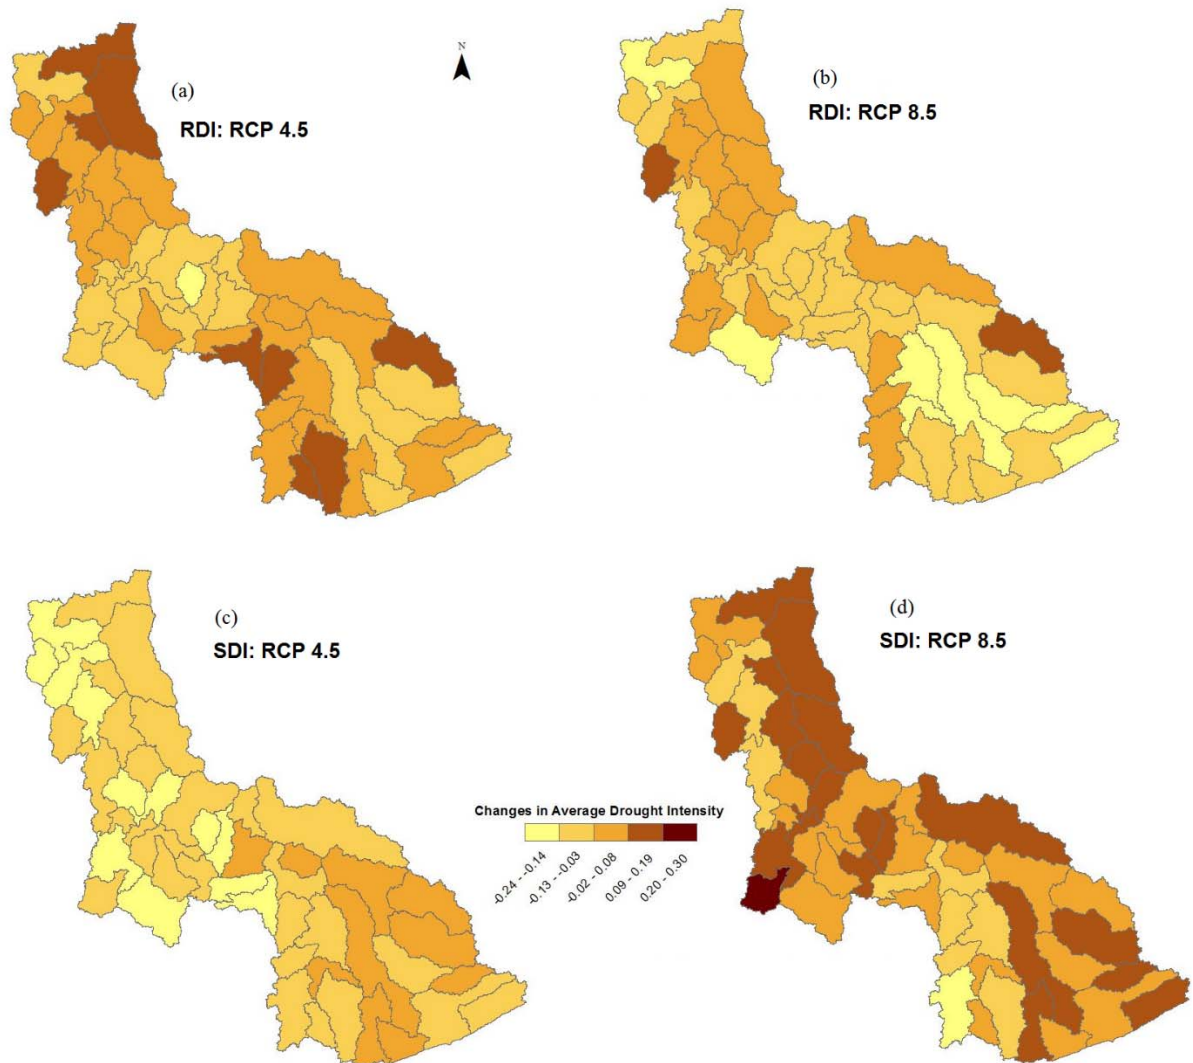 N
(a)
RDI: RCP 4.5
(b)
RDI: RCP 8.5
(c)
SDI: RCP 4.5
(d)
SDI: RCP 8.5
Changes in Average Drought Intensity
-0.24 - -0.14
-0.13 - -0.03
-0.02 - 0.08
0.09 - 0.19
0.20 - 0.30